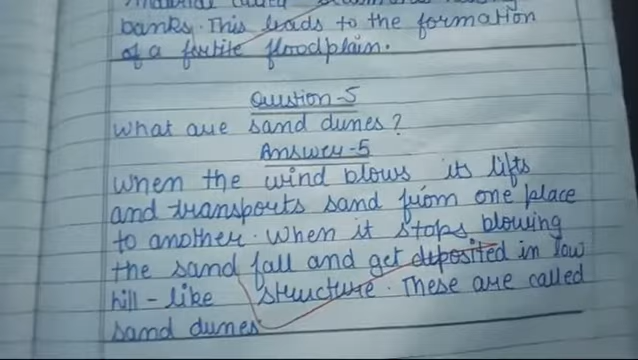 banks. This leads to the formation
of a fertile floodplain.
Question-5
What are sand dunes?
Answer-5
When the wind blows its lifts
and transports sand from one place
to another. When it stops blowing
the sand fall and get deposited in low
hill-like structure. These are called
sand dunes